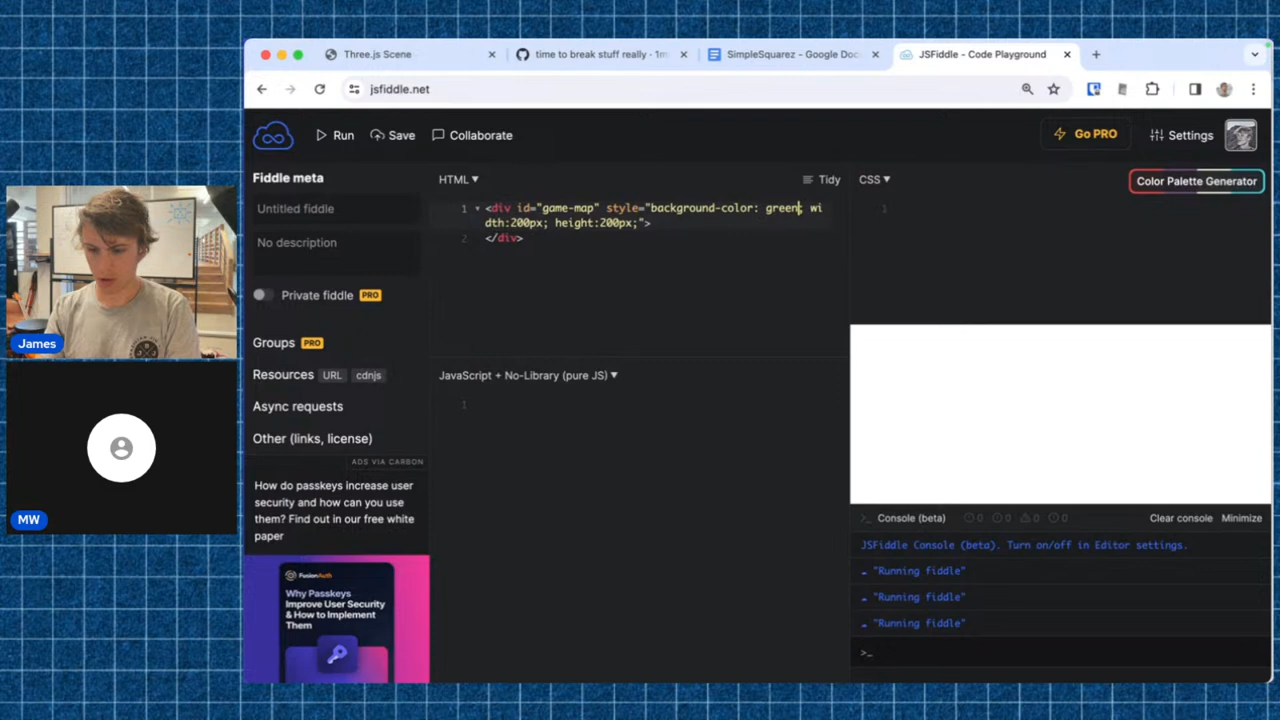 Three.js Scene
time to break stuff really · 1m
SimpleSquarez - Google Doc
JSFiddle - Code Playground
jsfiddle.net
Run
Save
Collaborate
Go PRO
Settings
Fiddle meta
Untitled fiddle
No description
Private fiddle PRO
Groups PRO
Resources URL cdnjs
Async requests
Other (links, license)
ADS VIA CARBON
How do passkeys increase user
security and how can you use
them? Find out in our free white
paper
FusionAuth
Why Passkeys
Improve User Security
& How to Implement
Them
HTML
Tidy
1 <div id="game-map" style="background-color: green; wi
dth:200px; height:200px;">
2 </div>
JavaScript + No-Library (pure JS)
1
CSS
Color Palette Generator
1
Console (beta) 0 0 0 0 Clear console Minimize
JSFiddle Console (beta). Turn on/off in Editor settings.
"Running fiddle"
"Running fiddle"
"Running fiddle"
>_
James
MW